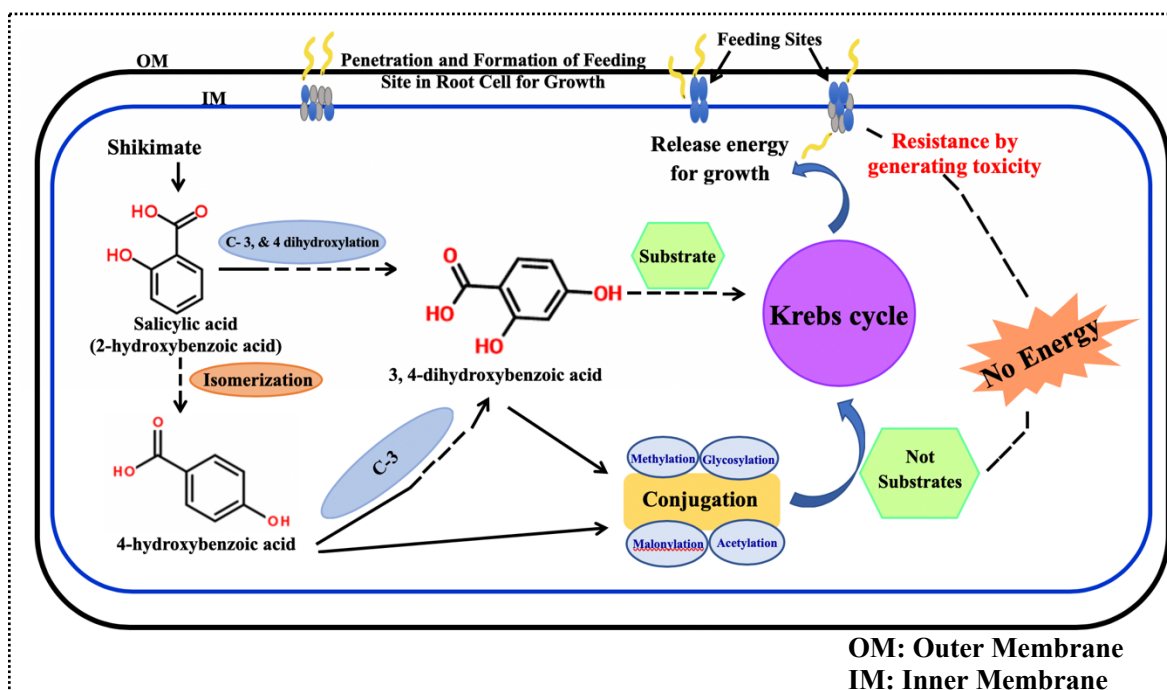 OM
Penetration and Formation of Feeding
Site in Root Cell for Growth
Feeding Sites
IM
Shikimate
Release energy
for growth
Resistance by
generating toxicity
HO
O
HO
C- 3, & 4 dihydroxylation
Salicylic acid
(2-hydroxybenzoic acid)
O
HO
OH
HO
Substrate
Krebs cycle
No Energy
3, 4-dihydroxybenzoic acid
Isomerization
O
HO
OH
4-hydroxybenzoic acid
C-3
Methylation
Glycosylation
Conjugation
Malonylation
Acetylation
Not
Substrates
OM: Outer Membrane
IM: Inner Membrane